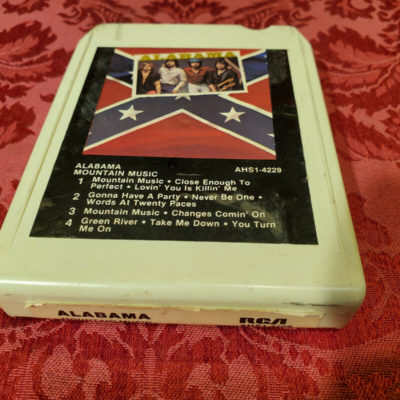 ALABAMA
ALABAMA
MOUNTAIN MUSIC
AHS1-4229
1 Mountain Music • Close Enough To
Perfect • Lovin' You Is Killin' Me
2 Gonna Have A Party • Never Be One •
Words At Twenty Paces
3 Mountain Music • Changes Comin' On
4 Green River • Take Me Down • You Turn
Me On
ALABAMA
RCA